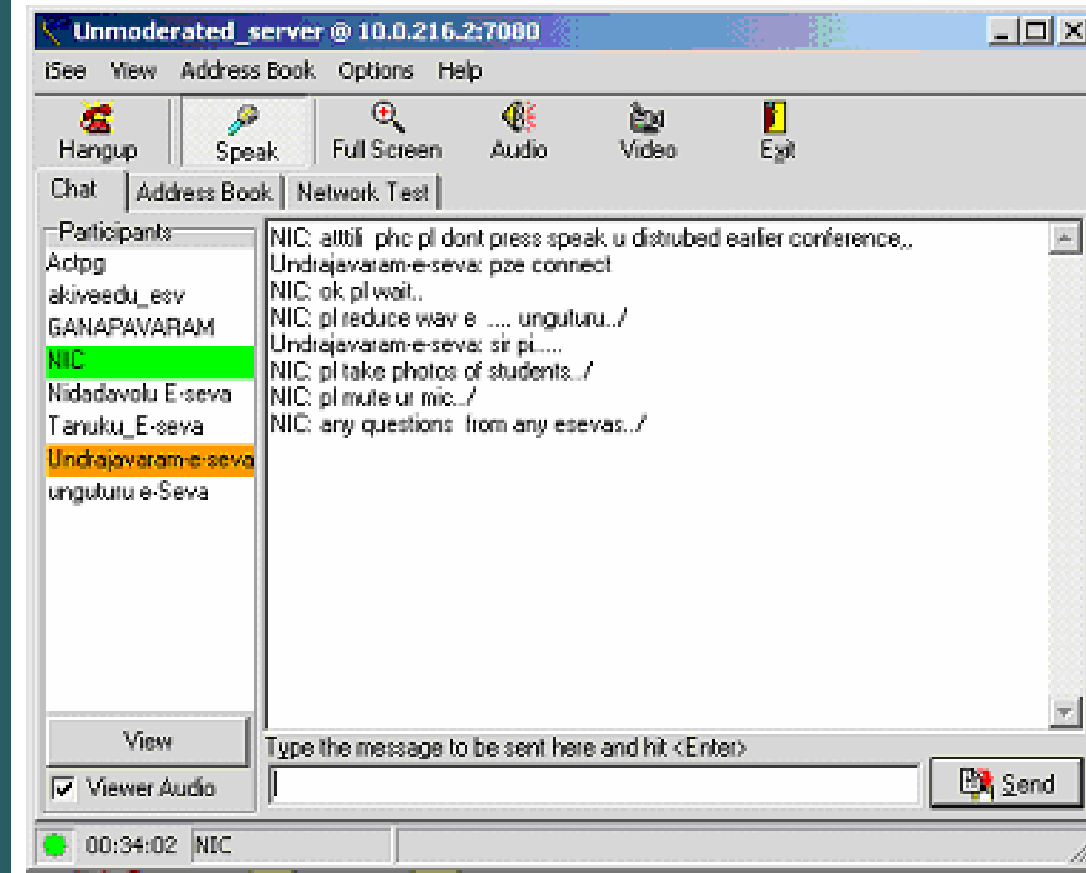 Unmoderated_server @ 10.0.216.2:7080
iSee View Address Book Options Help
Hangup Speak Full Screen Audio Video Exit
Chat Address Book Network Test
Participants
Actpg
akiveedu_esv
GANAPAVARAM
NIC
Nidadavolu E-seva
Tanuku_E-seva
Undrajavaram-e-seva
unguturu e-Seva
NIC: atttili phc pl dont press speak u distrubed earlier conference,,
Undrajavaram-e-seva: pze connect
NIC: ok pl wait..
NIC: pl reduce wav e .... unguturu../
Undrajavaram-e-seva: sir pl.....
NIC: pl take photos of students../
NIC: pl mute ur mic../
NIC: any questions from any esevas../
View
Viewer Audio
Type the message to be sent here and hit <Enter>
Send
00:34:02 NIC